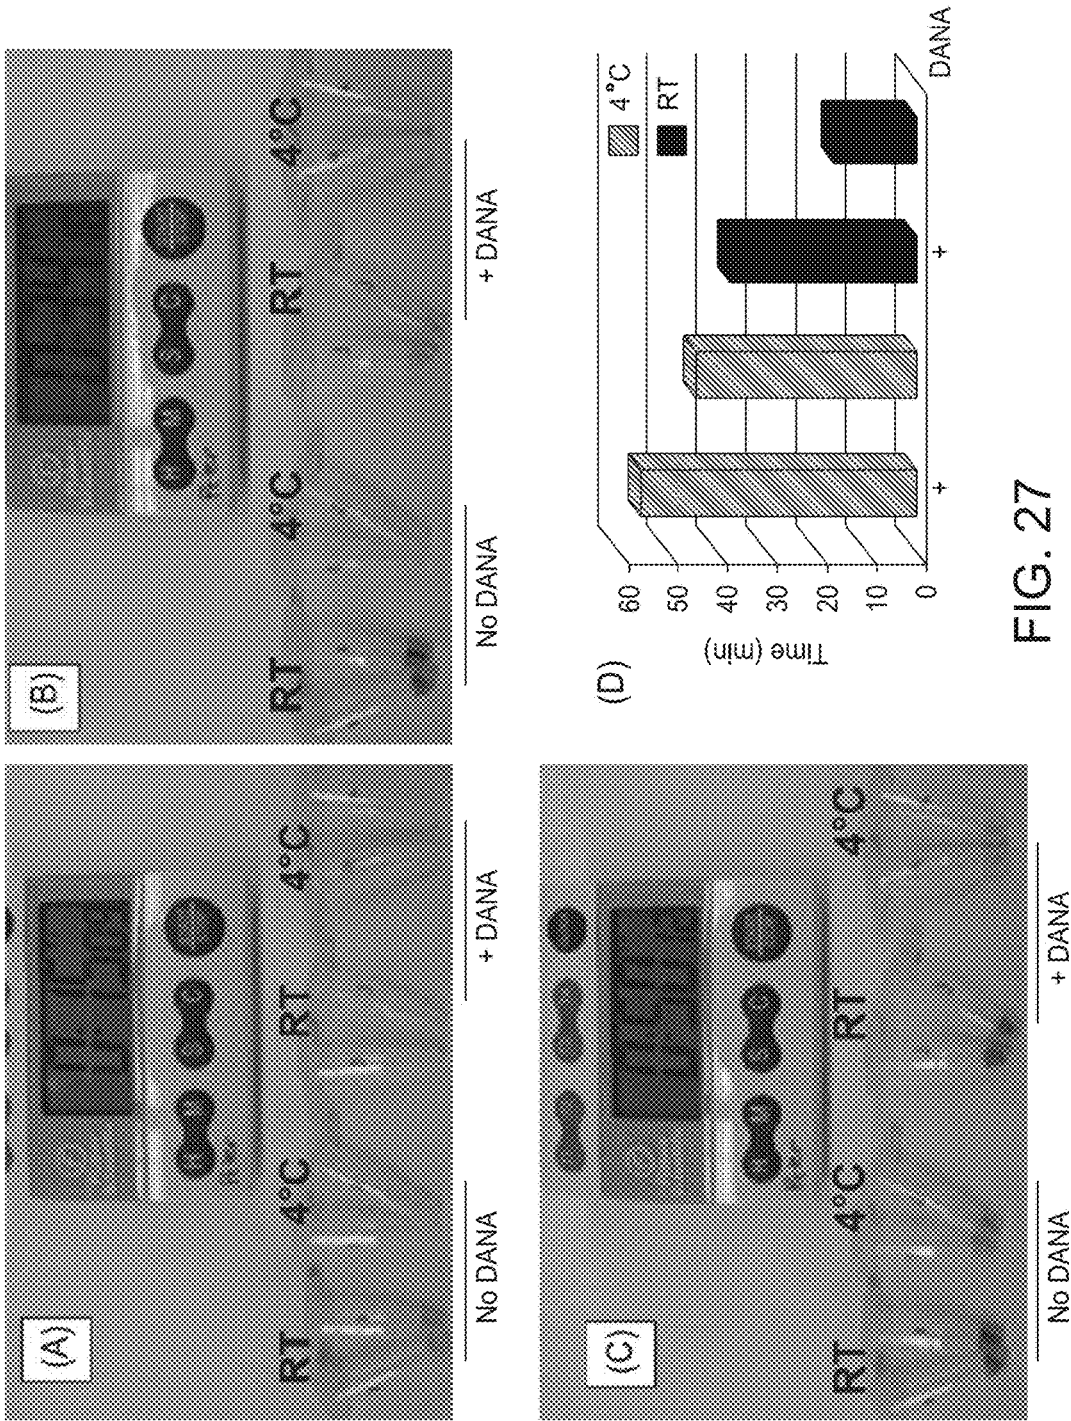 (A)
RT
4°C
RT
4°C
No DANA
+ DANA
(B)
RT
4°C
RT
4°C
No DANA
+ DANA
(C)
RT
4°C
RT
4°C
No DANA
+ DANA
(D)
Time (min)
60
50
40
30
20
10
0
4°C
RT
+
+
DANA
FIG. 27